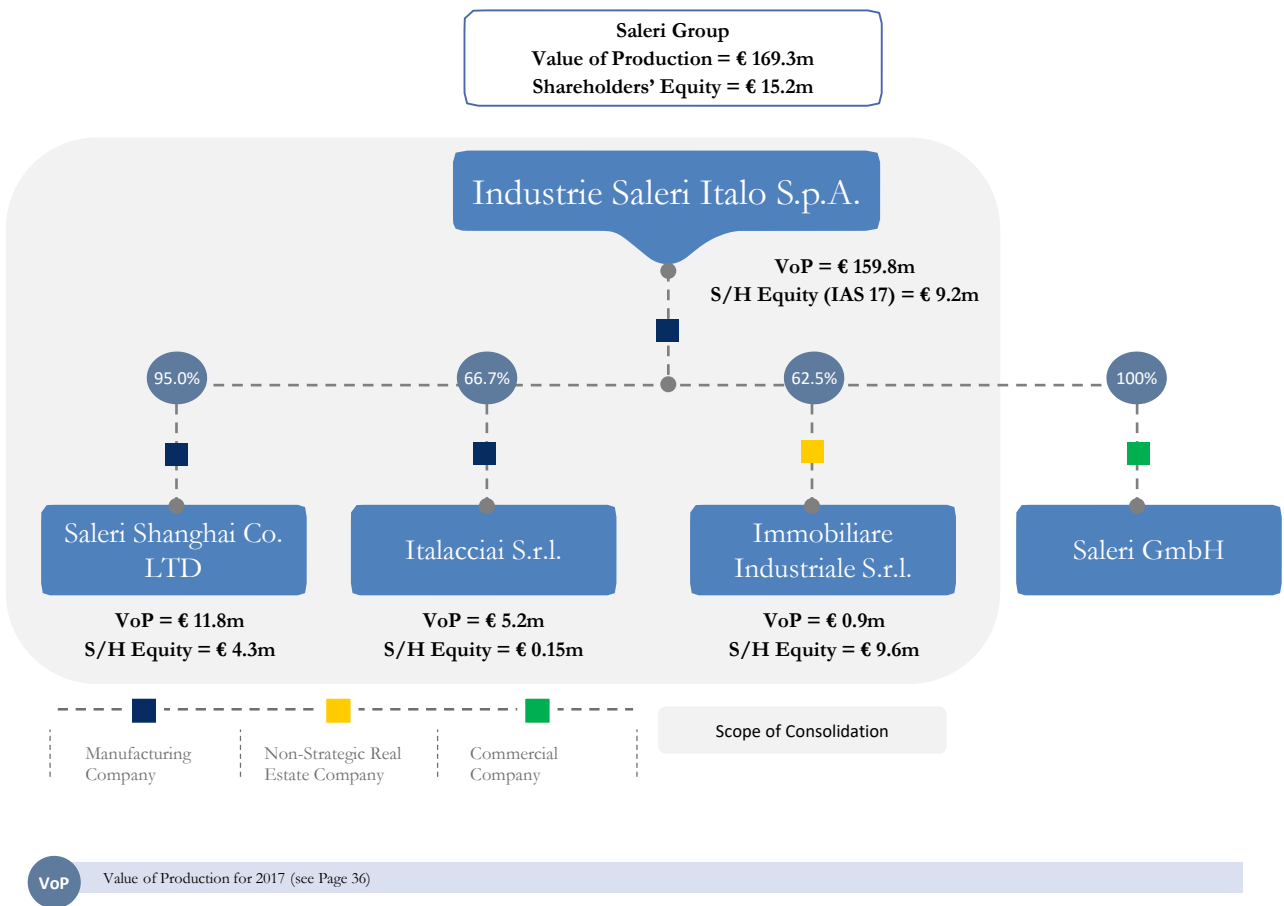 Saleri Group
Value of Production = € 169.3m
Shareholders’ Equity = € 15.2m
Industrie Saleri Italo S.p.A.
VoP = € 159.8m
S/H Equity (IAS 17) = € 9.2m
95.0%
66.7%
62.5%
100%
Saleri Shanghai Co.
LTD
Italacciai S.r.l.
Immobiliare
Industriale S.r.l.
Saleri GmbH
VoP = € 11.8m
S/H Equity = € 4.3m
VoP = € 5.2m
S/H Equity = € 0.15m
VoP = € 0.9m
S/H Equity = € 9.6m
Manufacturing
Company
Non-Strategic Real
Estate Company
Commercial
Company
Scope of Consolidation
VoP
Value of Production for 2017 (see Page 36)